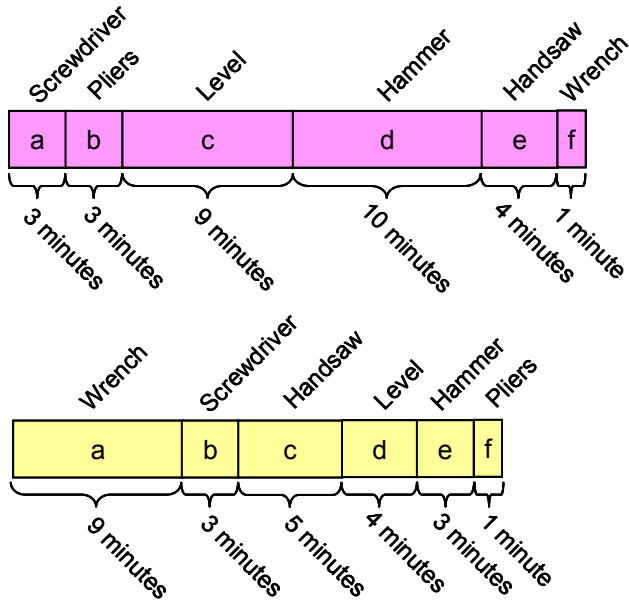 Screwdriver
Pliers
Level
Hammer
Handsaw
Wrench
a
b
c
d
e
f
3 minutes
3 minutes
9 minutes
10 minutes
4 minutes
1 minute
Wrench
Screwdriver
Handsaw
Level
Hammer
Pliers
a
b
c
d
e
f
9 minutes
3 minutes
5 minutes
4 minutes
3 minutes
1 minute